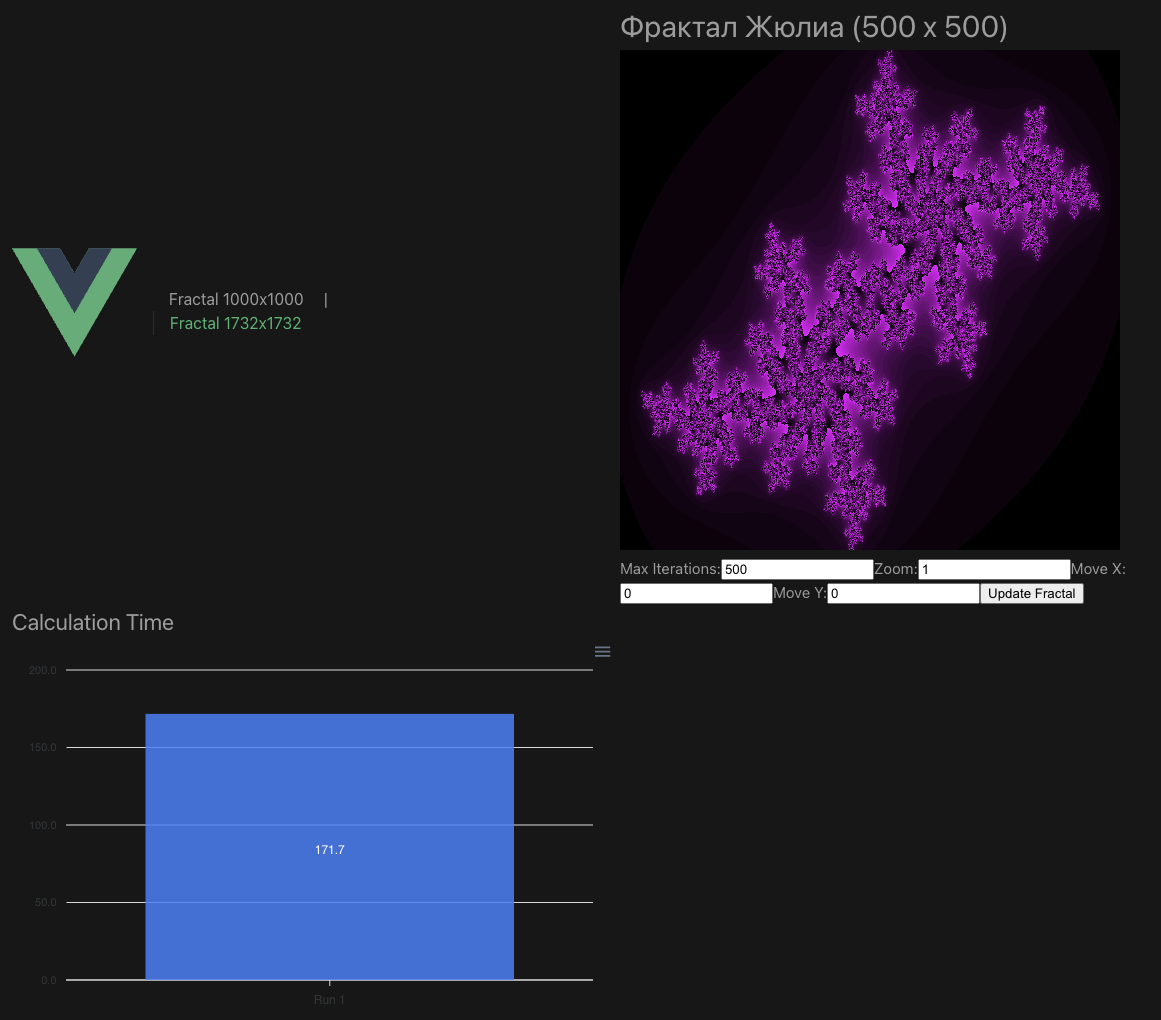 Фрактал Жюлиа (500 x 500)
Fractal 1000x1000 |
Fractal 1732x1732
Max Iterations: 500 Zoom: 1 Move X:
0 Move Y: 0 Update Fractal
Calculation Time
200.0
150.0
100.0
171.7
50.0
0.0
Run 1